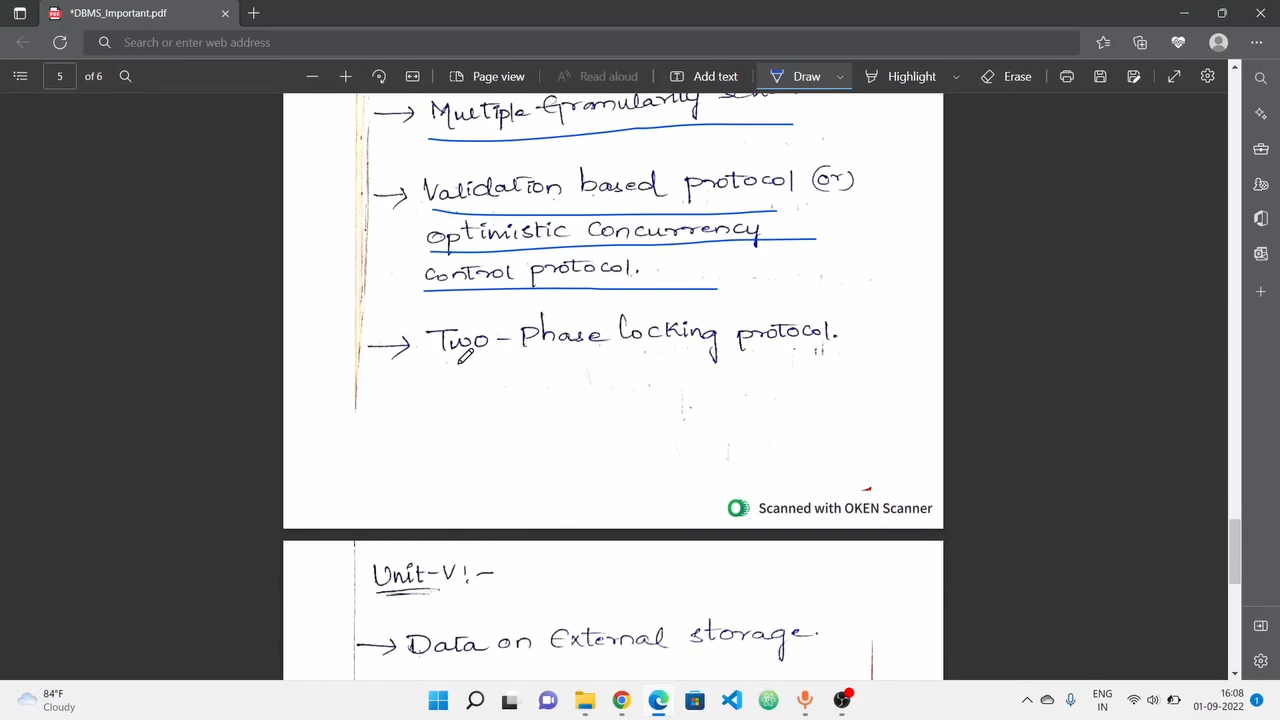 *DBMS_Important.pdf
Search or enter web address
5 of 6 Page view Read aloud Add text Draw Highlight Erase
→ Multiple Granularity
→ Validation based protocol (or)
optimistic concurrency
control protocol.
→ Two-Phase locking protocol.
Scanned with OKEN Scanner
Unit-V:-
→ Data on External storage.
84°F
Cloudy
ENG
IN
16:08
01-09-2022
1